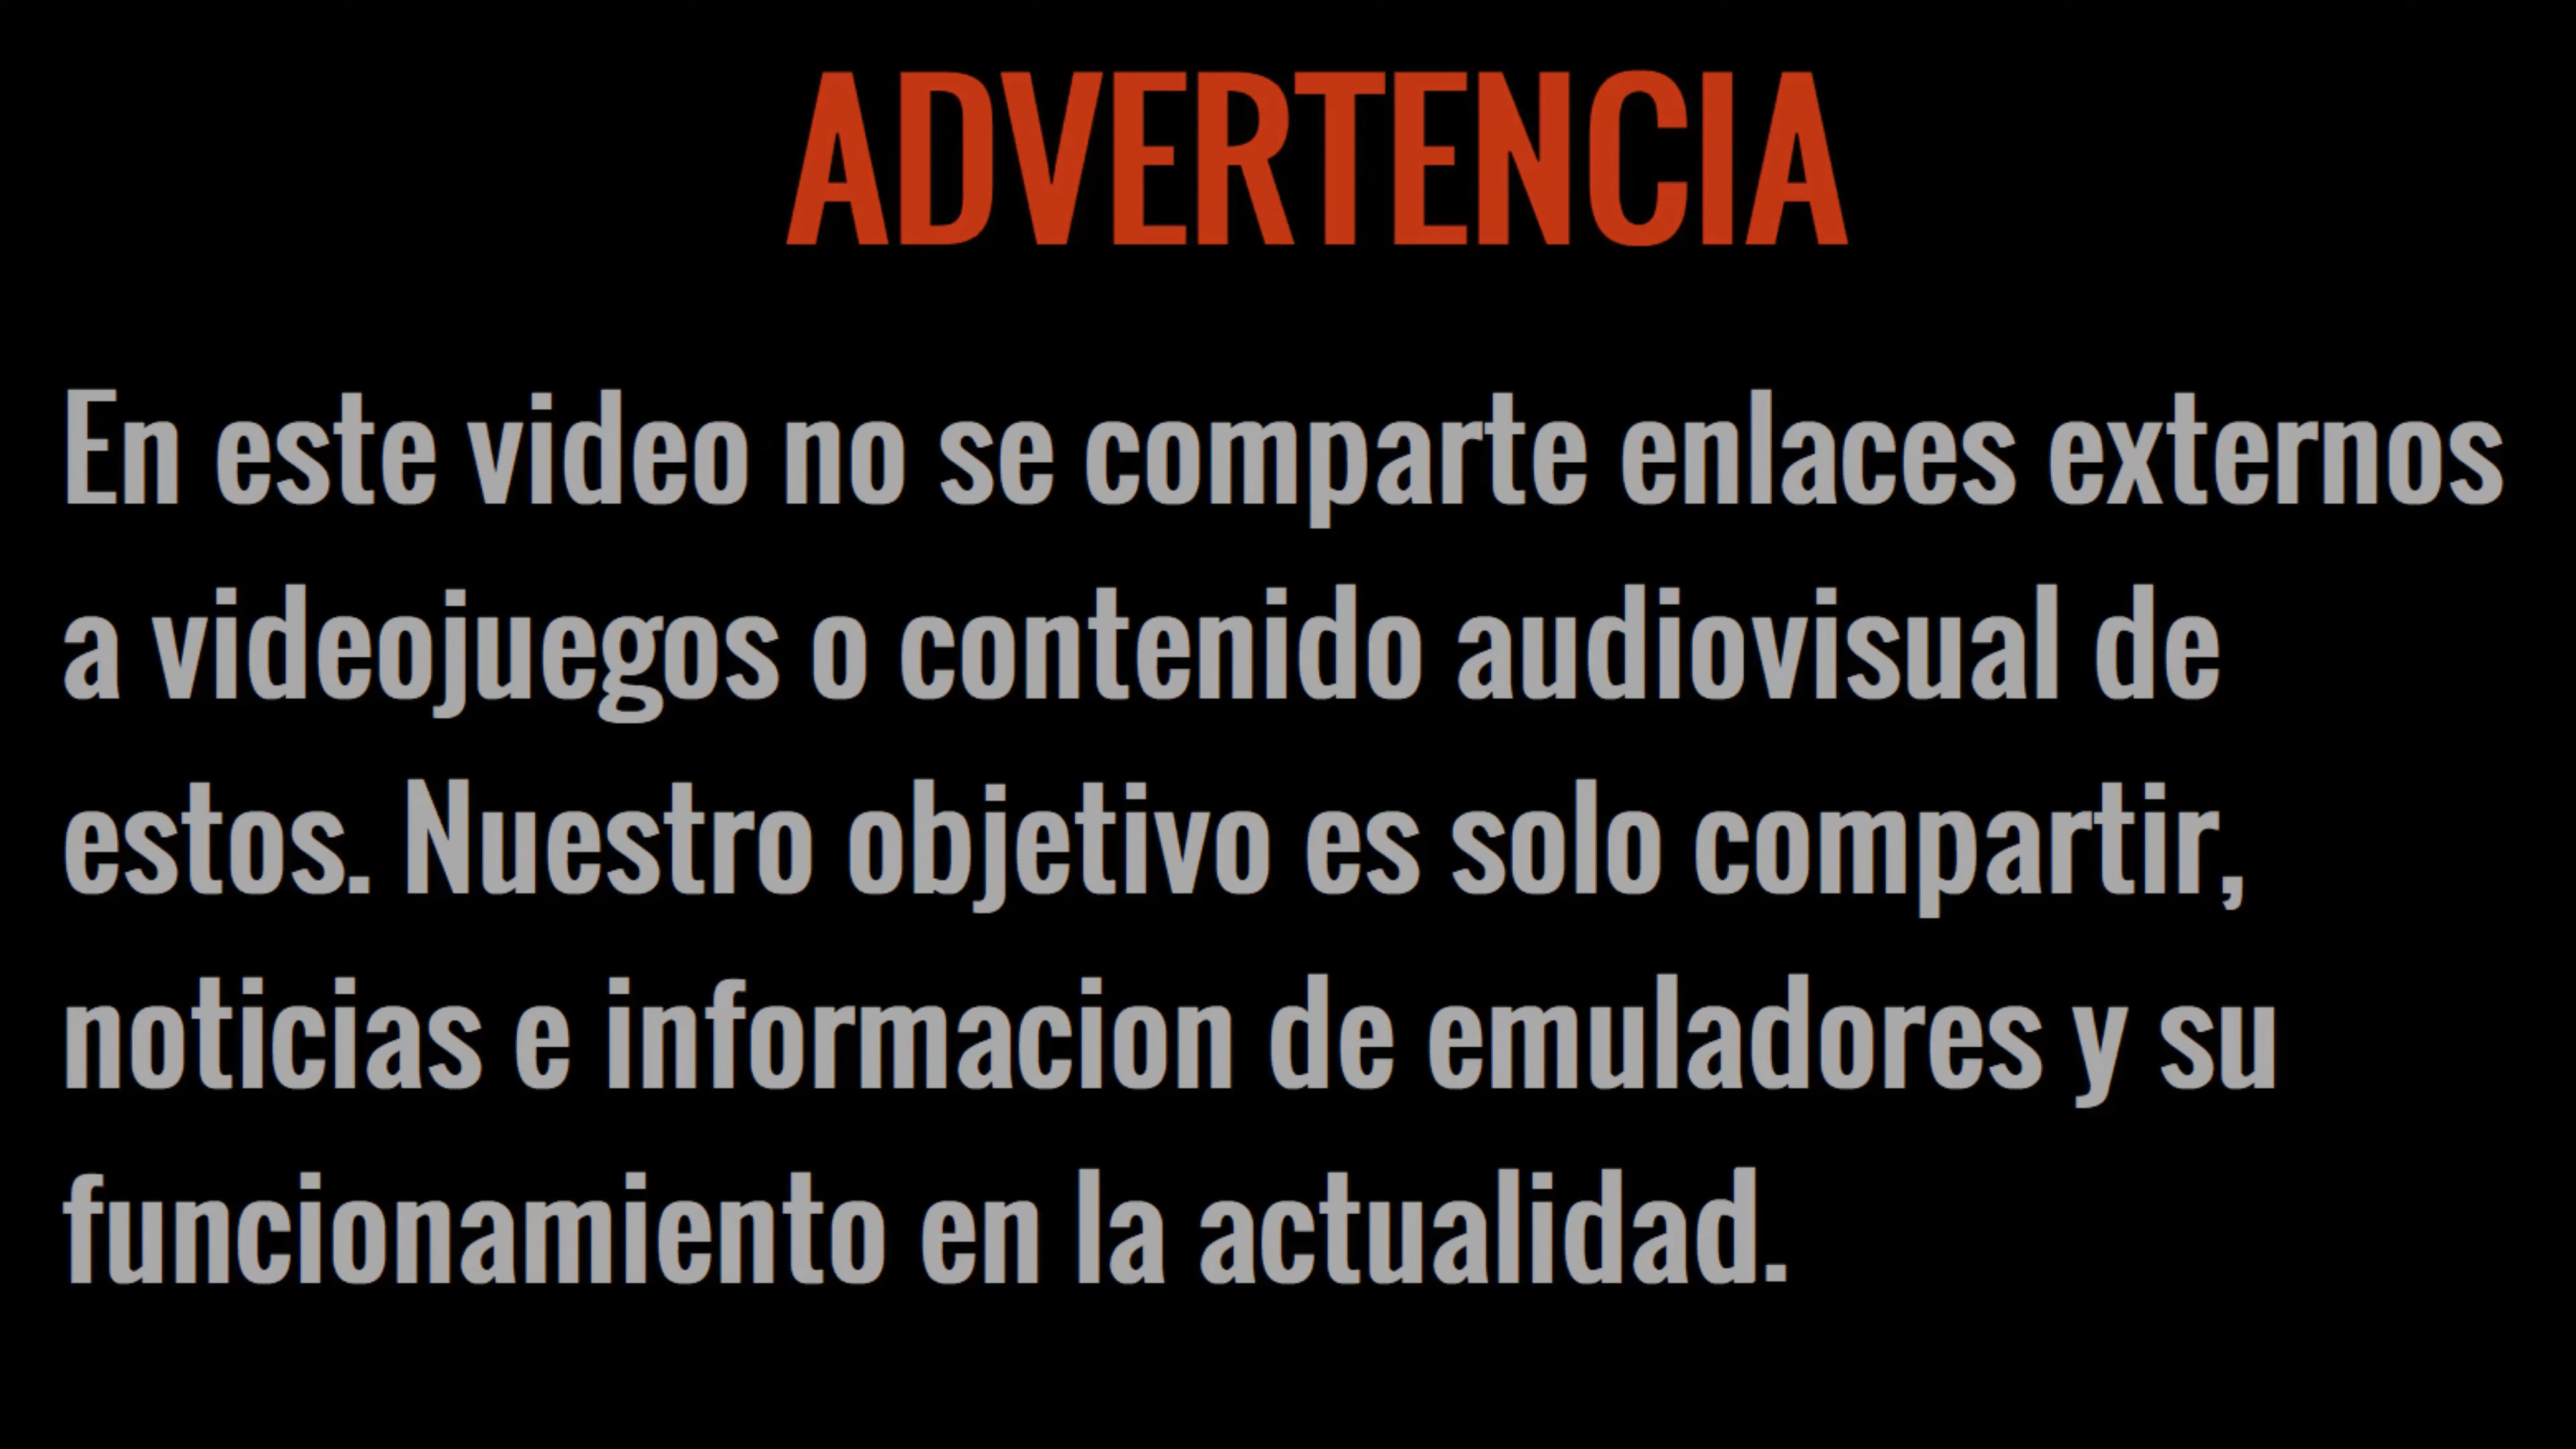 ADVERTENCIA
En este video no se comparte enlaces externos
a videojuegos o contenido audiovisual de
estos. Nuestro objetivo es solo compartir,
noticias e informacion de emuladores y su
funcionamiento en la actualidad.